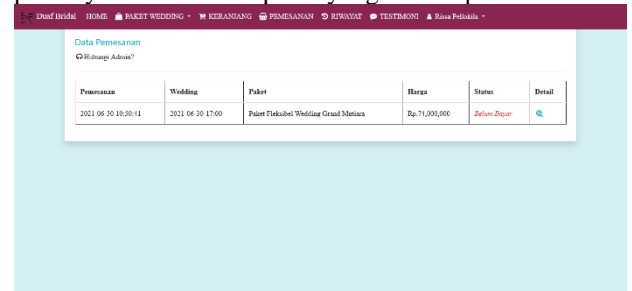 Duaf Bridal HOME PAKET WEDDING KERANJANG PEMESANAN RIWAYAT TESTIMONI Rissa Pellokila
Data Pemesanan
Hubungi Admin?
Pemesanan Wedding Paket Harga Status Detail
2021-06-30 10:50:41 2021-06-30-17:00 Paket Fleksibel Wedding Grand Mutiara Rp.74,000,000 Belum Bayar